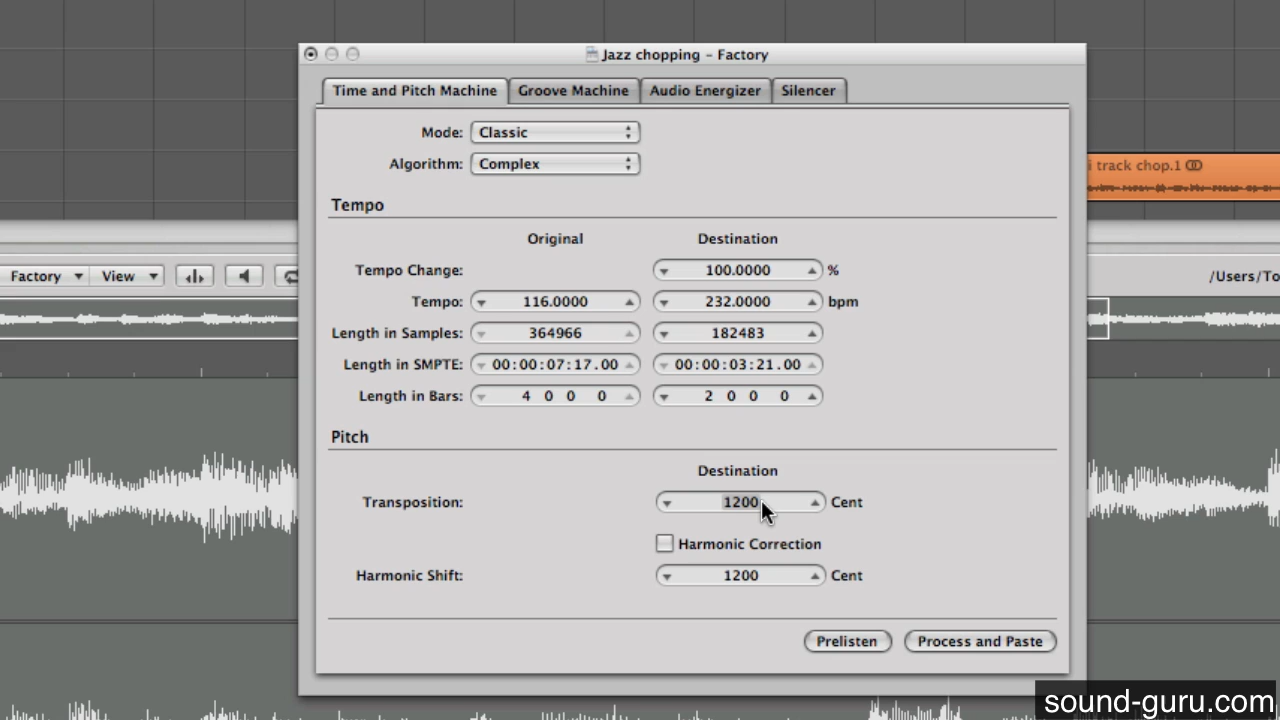 Jazz chopping – Factory
Time and Pitch Machine
Groove Machine
Audio Energizer
Silencer
Mode: Classic
Algorithm: Complex
i track chop.1
Tempo
Original Destination
Factory
View
/Users/To
Tempo Change: 100.0000 %
Tempo: 116.0000 232.0000 bpm
Length in Samples: 364966 182483
Length in SMPTE: 00:00:07:17.00 00:00:03:21.00
Length in Bars: 4 0 0 0 2 0 0 0
Pitch
Destination
Transposition: 1200 Cent
Harmonic Correction
Harmonic Shift: 1200 Cent
Prelisten
Process and Paste
sound-guru.com